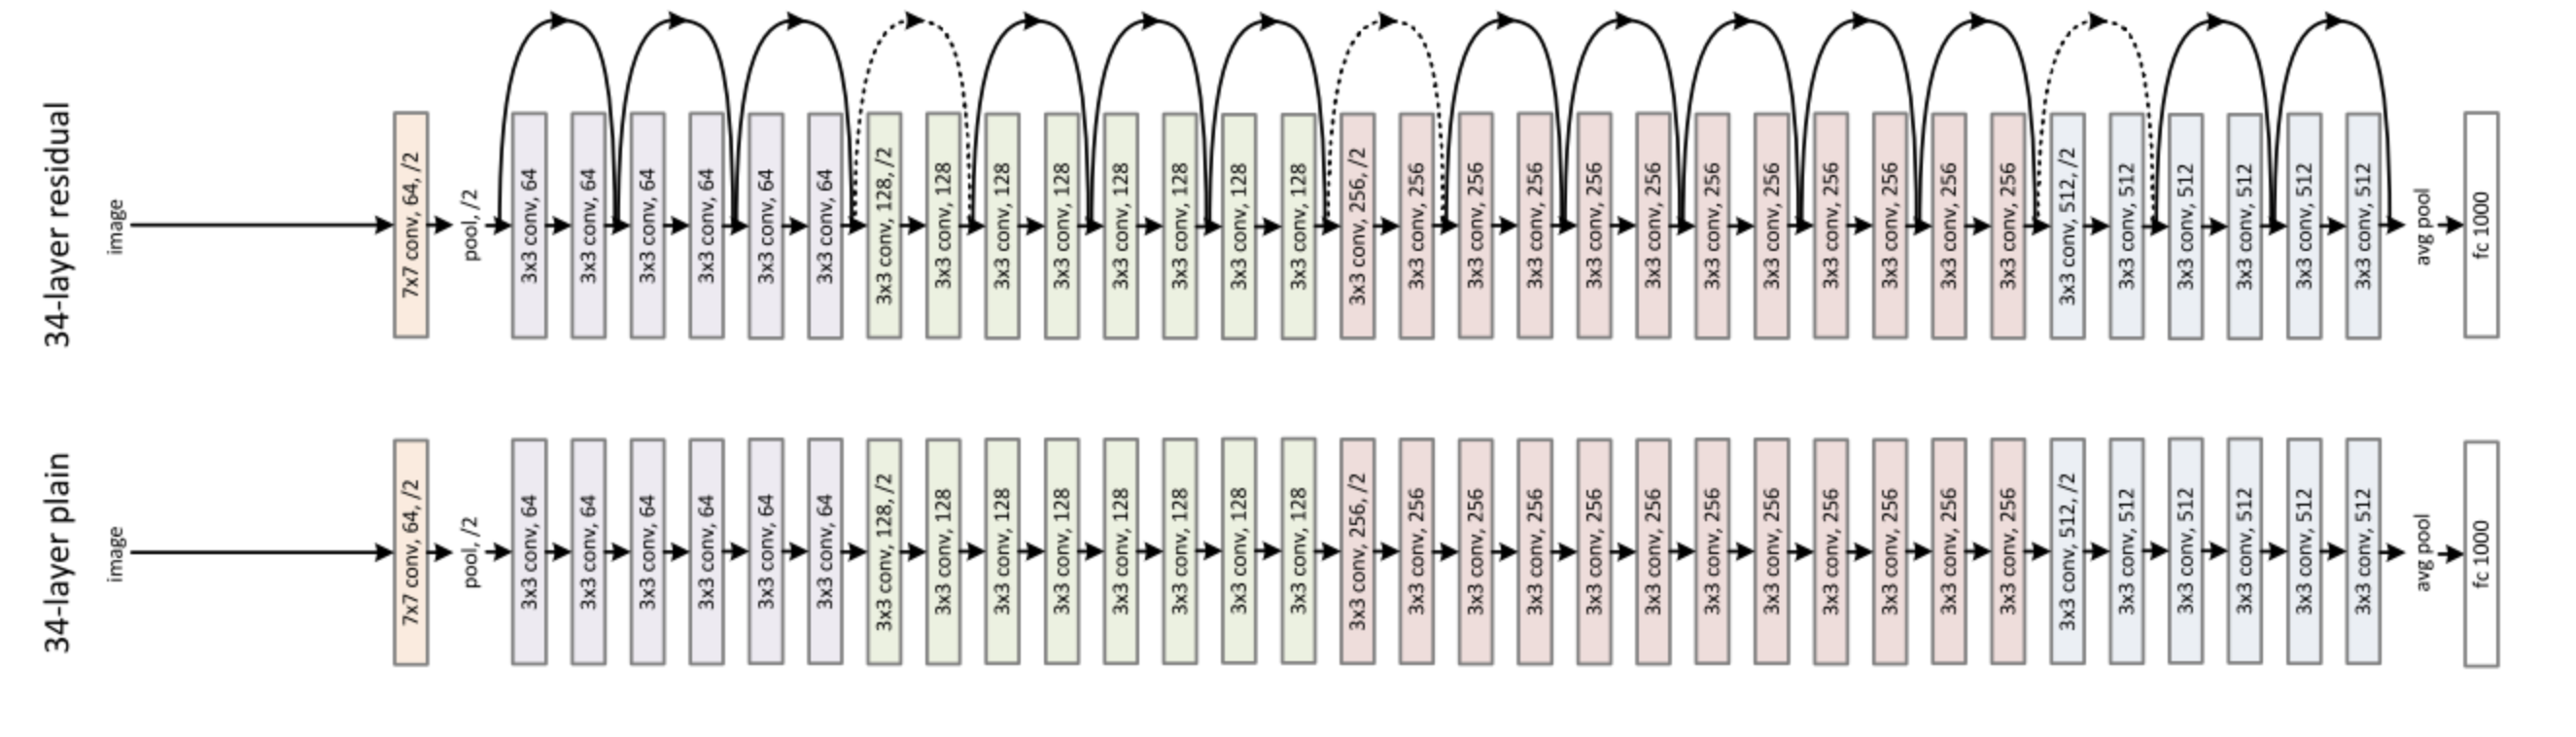 34-layer residual
image
7x7 conv, 64, /2
pool, /2
3x3 conv, 64
3x3 conv, 64
3x3 conv, 64
3x3 conv, 64
3x3 conv, 64
3x3 conv, 64
3x3 conv, 128, /2
3x3 conv, 128
3x3 conv, 128
3x3 conv, 128
3x3 conv, 128
3x3 conv, 128
3x3 conv, 128
3x3 conv, 128
3x3 conv, 256, /2
3x3 conv, 256
3x3 conv, 256
3x3 conv, 256
3x3 conv, 256
3x3 conv, 256
3x3 conv, 256
3x3 conv, 256
3x3 conv, 256
3x3 conv, 256
3x3 conv, 256
3x3 conv, 256
3x3 conv, 512, /2
3x3 conv, 512
3x3 conv, 512
3x3 conv, 512
3x3 conv, 512
3x3 conv, 512
avg pool
fc 1000
34-layer plain
image
7x7 conv, 64, /2
pool, /2
3x3 conv, 64
3x3 conv, 64
3x3 conv, 64
3x3 conv, 64
3x3 conv, 64
3x3 conv, 64
3x3 conv, 128, /2
3x3 conv, 128
3x3 conv, 128
3x3 conv, 128
3x3 conv, 128
3x3 conv, 128
3x3 conv, 128
3x3 conv, 128
3x3 conv, 256, /2
3x3 conv, 256
3x3 conv, 256
3x3 conv, 256
3x3 conv, 256
3x3 conv, 256
3x3 conv, 256
3x3 conv, 256
3x3 conv, 256
3x3 conv, 256
3x3 conv, 256
3x3 conv, 256
3x3 conv, 512, /2
3x3 conv, 512
3x3 conv, 512
3x3 conv, 512
3x3 conv, 512
3x3 conv, 512
avg pool
fc 1000